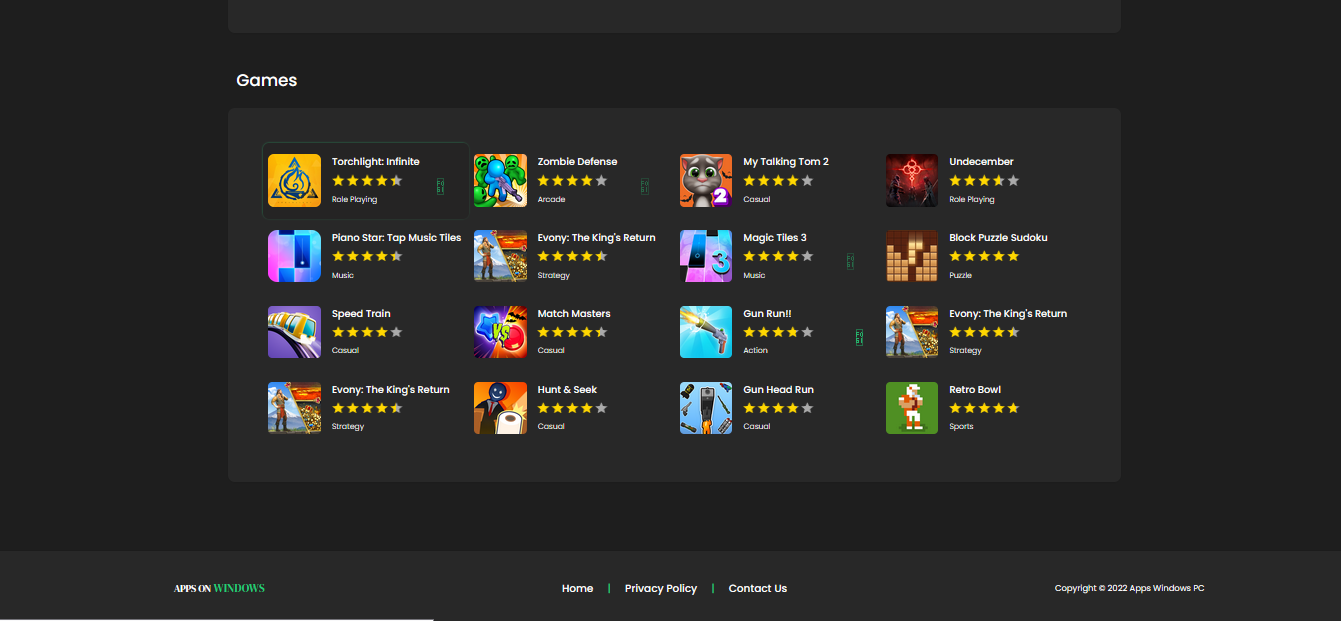 Games
Torchlight: Infinite
Role Playing
Zombie Defense
Arcade
My Talking Tom 2
Casual
2
Undecember
Role Playing
Piano Star: Tap Music Tiles
Music
Evony: The King's Return
Strategy
Magic Tiles 3
Music
3
Block Puzzle Sudoku
Puzzle
Speed Train
Casual
Match Masters
Casual
VS
Gun Run!!
Action
Evony: The King's Return
Strategy
Evony: The King's Return
Strategy
Hunt & Seek
Casual
Gun Head Run
Casual
Retro Bowl
Sports
APPS ON WINDOWS
Home | Privacy Policy | Contact Us
Copyright © 2022 Apps Windows PC